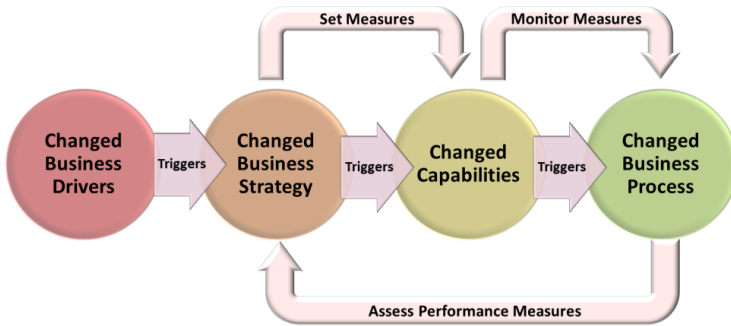 Set Measures
Monitor Measures
Changed
Business
Drivers
Triggers
Changed
Business
Strategy
Triggers
Changed
Capabilities
Triggers
Changed
Business
Process
Assess Performance Measures